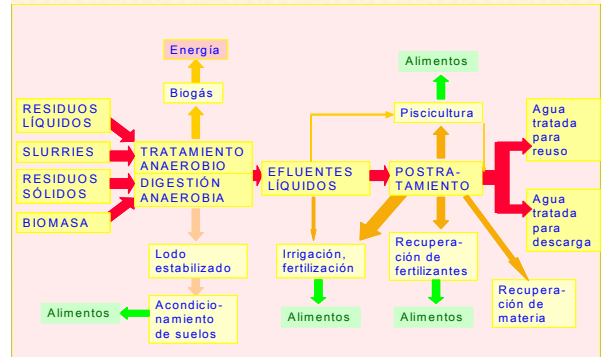 Energía
Biogás
RESIDUOS
LÍQUIDOS
SLURRIES
RESIDUOS
SÓLIDOS
BIOMASA
TRATAMIENTO
ANAEROBIO
DIGESTIÓN
ANAEROBIA
EFLUENTES
LÍQUIDOS
Alimentos
Piscicultura
POSTRA-
TAMIENTO
Agua
tratada
para
reuso
Agua
tratada
para
descarga
Lodo
estabilizado
Irrigación,
fertilización
Recupera-
ción de
fertilizantes
Recupera-
ción de
materia
Alimentos
Acondicio-
namiento
de suelos
Alimentos
Alimentos